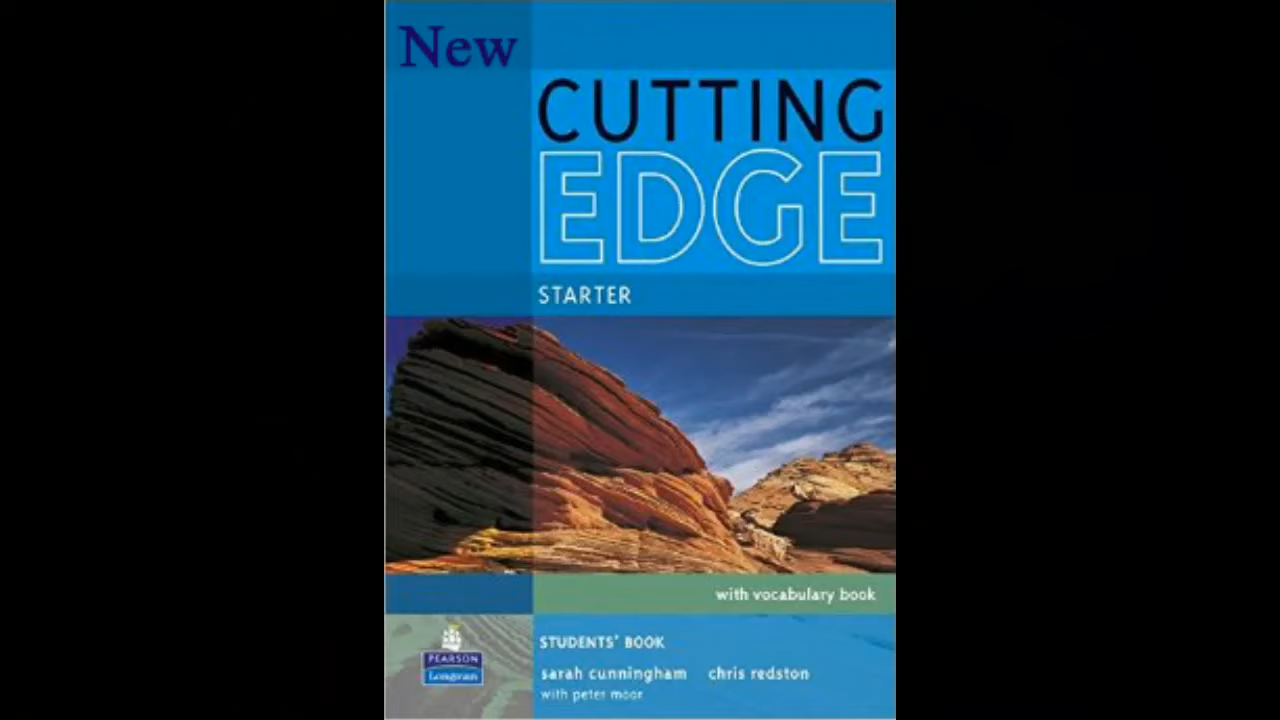 New
CUTTING
EDGE
STARTER
with vocabulary book
STUDENTS' BOOK
sarah cunningham chris redston
with peter moor
PEARSON
Longman